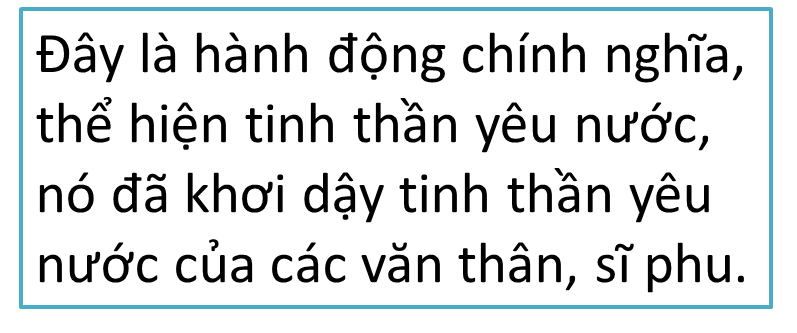 Đây là hành động chính nghĩa,
thể hiện tinh thần yêu nước,
nó đã khơi dậy tinh thần yêu
nước của các văn thân, sĩ phu.